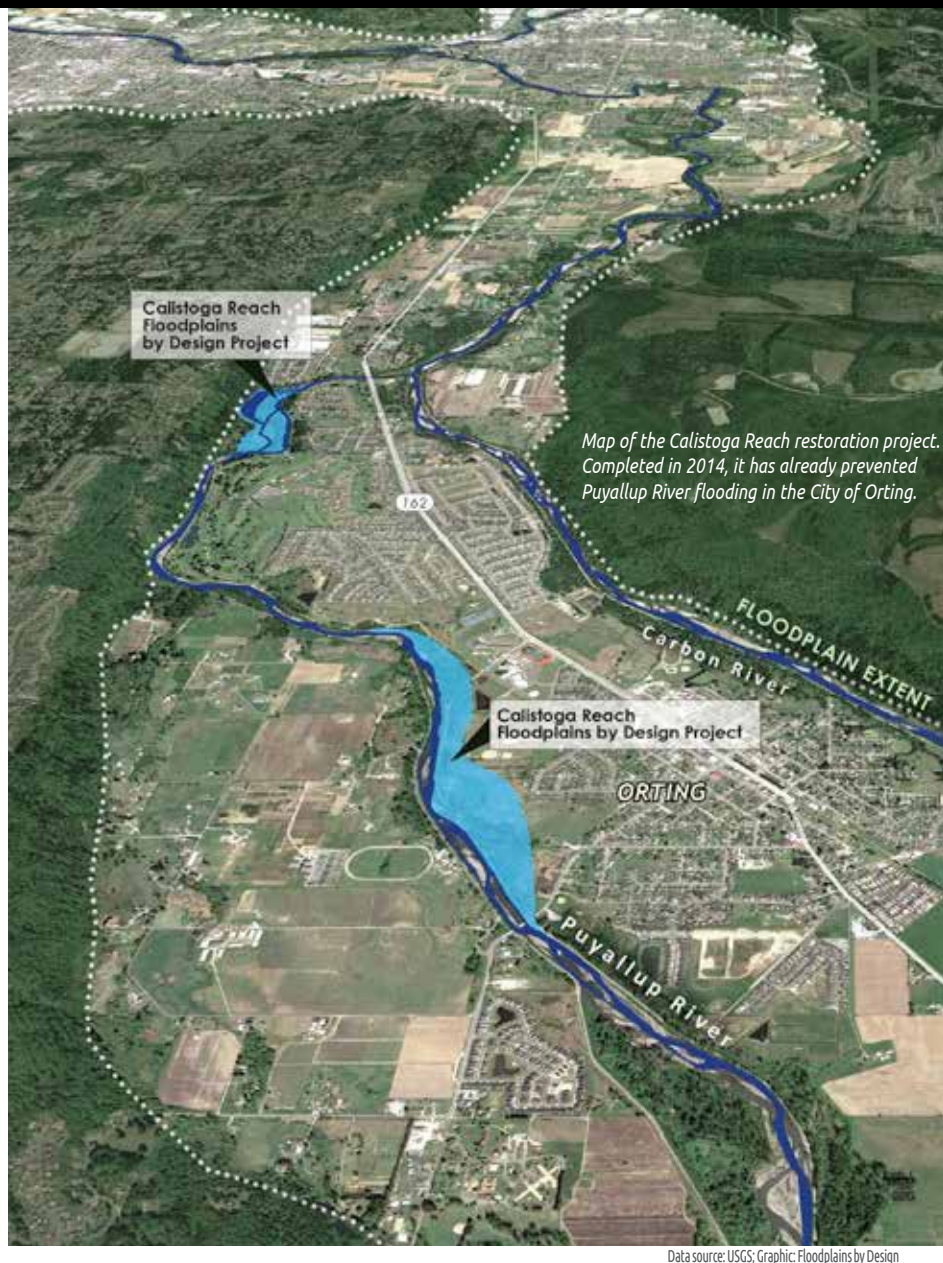 Calistoga Reach
Floodplains
by Design Project
Map of the Calistoga Reach restoration project.
Completed in 2014, it has already prevented
Puyallup River flooding in the City of Orting.
162
FLOODPLAIN EXTENT
Carbon River
Calistoga Reach
Floodplains by Design Project
ORTING
Puyallup River
Data source: USGS; Graphic: Floodplains by Design